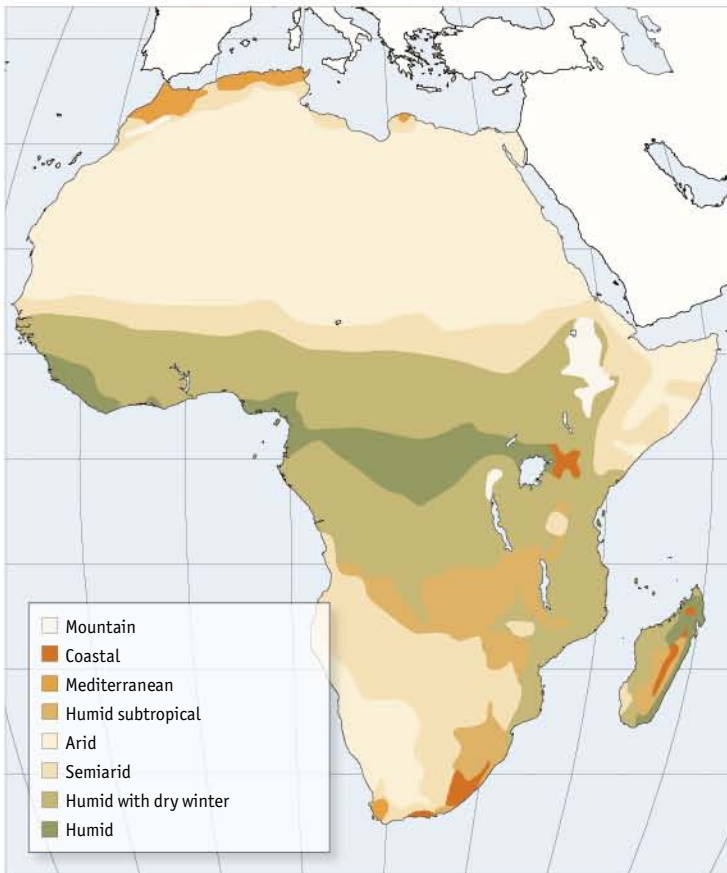 Mountain
Coastal
Mediterranean
Humid subtropical
Arid
Semiarid
Humid with dry winter
Humid